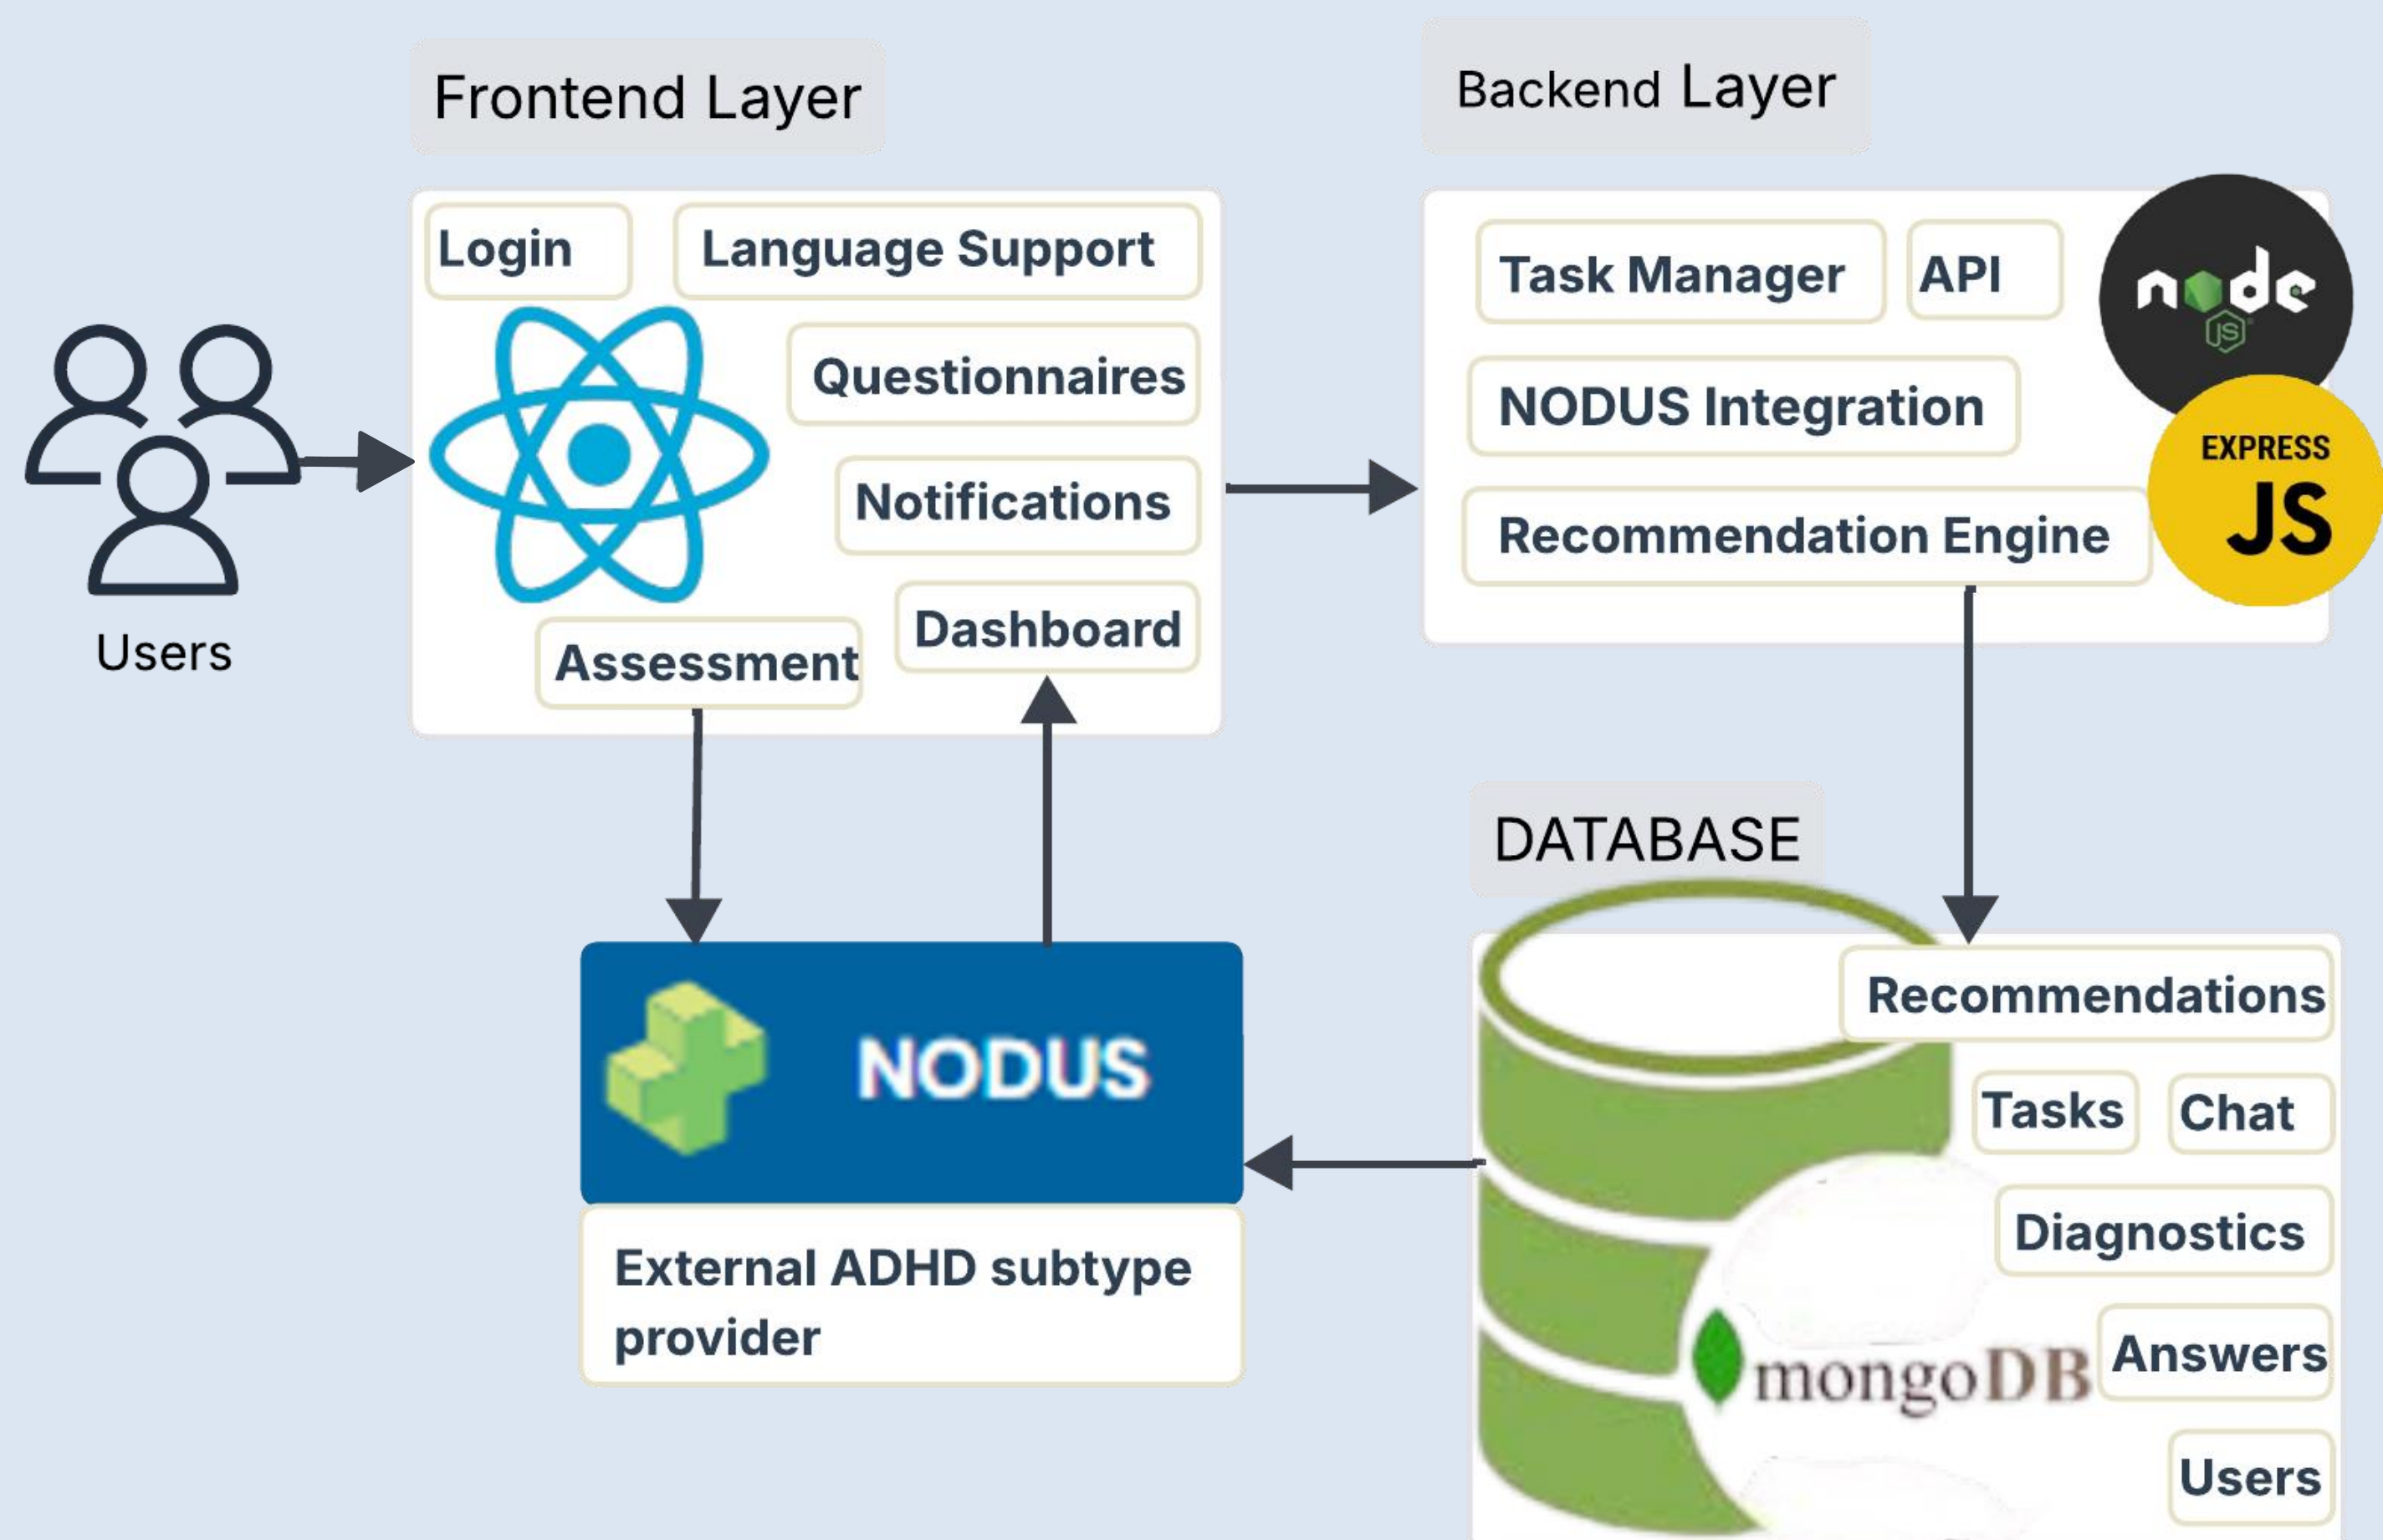 Frontend Layer
Backend Layer
Login
Language Support
Questionnaires
Notifications
Dashboard
Assessment
Users
Task Manager
API
NODUS Integration
Recommendation Engine
node
JS
EXPRESS
JS
DATABASE
Recommendations
Tasks
Chat
Diagnostics
Answers
Users
mongoDB
NODUS
External ADHD subtype
provider